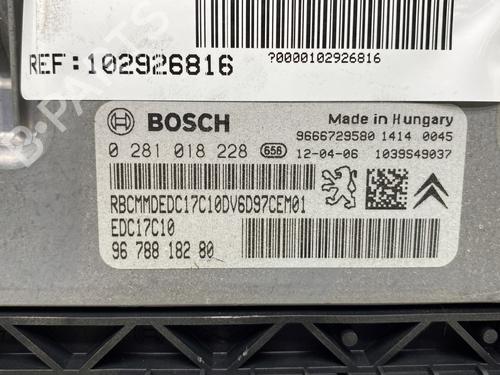 REF:102926816
?0000102926816
BOSCH
Made in Hungary
9666729580 1414 0045
0 281 018 228 658 12-04-06 1039S49037
RBCMMDEDC17C10DV6D97CEM01
EDC17C10
96 788 182 80